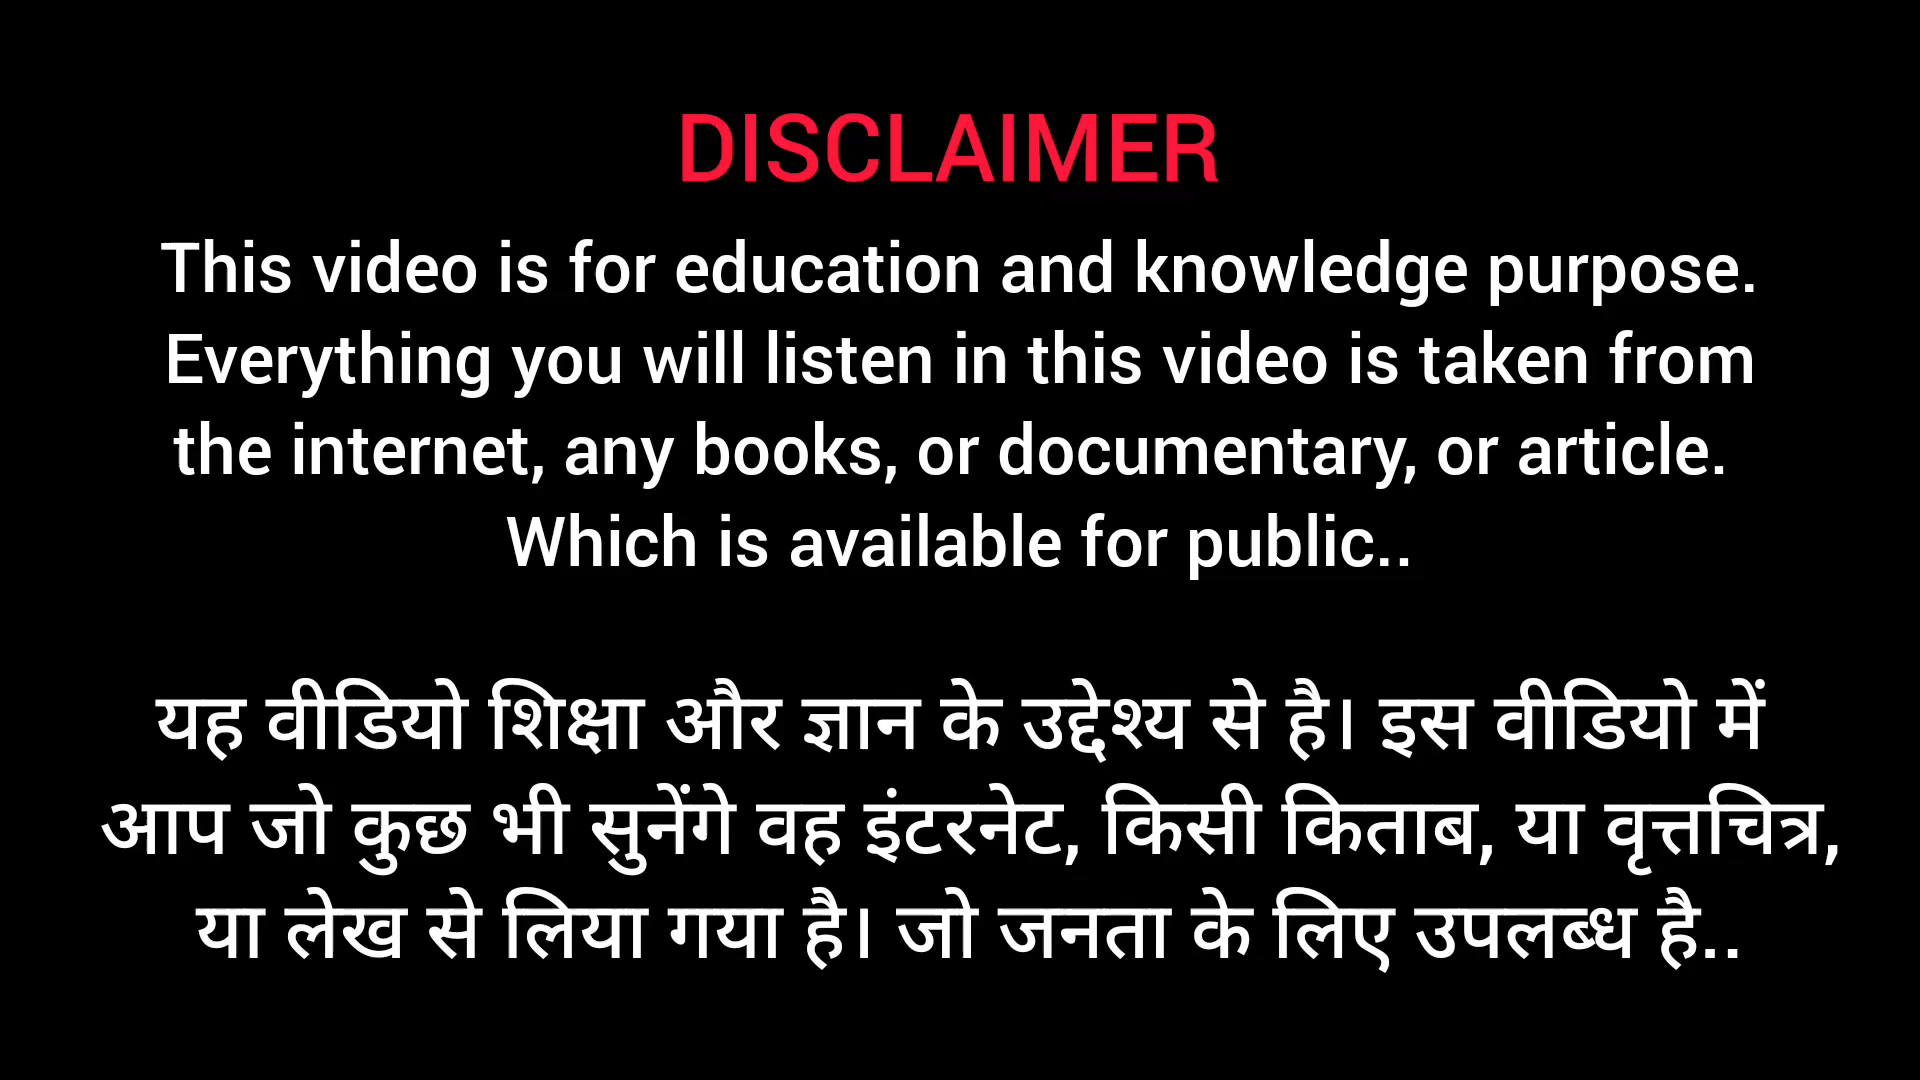 DISCLAIMER
This video is for education and knowledge purpose.
Everything you will listen in this video is taken from
the internet, any books, or documentary, or article.
Which is available for public..
यह वीडियो शिक्षा और ज्ञान के उद्देश्य से है। इस वीडियो में
आप जो कुछ भी सुनेंगे वह इंटरनेट, किसी किताब, या वृत्तचित्र,
या लेख से लिया गया है। जो जनता के लिए उपलब्ध है..